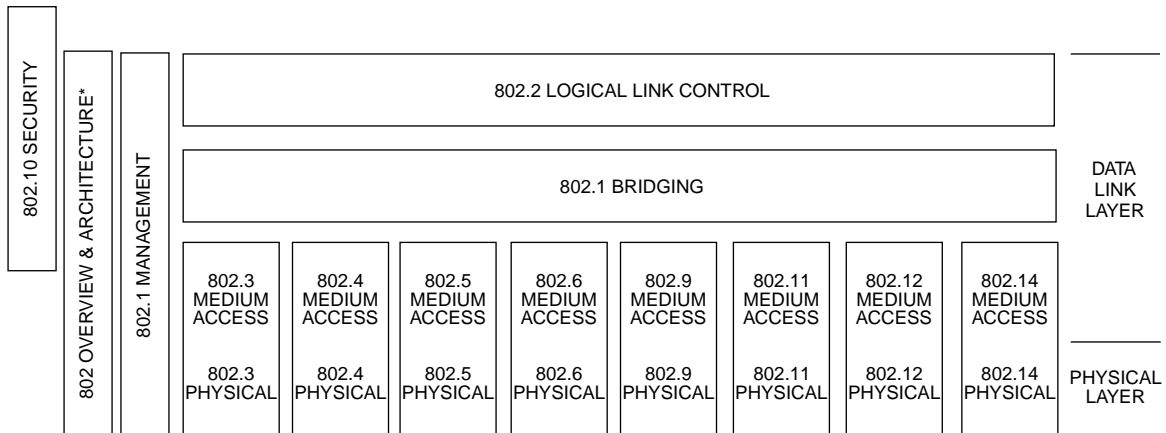 802.10 SECURITY
802 OVERVIEW & ARCHITECTURE*
802.1 MANAGEMENT
802.2 LOGICAL LINK CONTROL
802.1 BRIDGING
DATA
LINK
LAYER
802.3
MEDIUM
ACCESS
802.3
PHYSICAL
802.4
MEDIUM
ACCESS
802.4
PHYSICAL
802.5
MEDIUM
ACCESS
802.5
PHYSICAL
802.6
MEDIUM
ACCESS
802.6
PHYSICAL
802.9
MEDIUM
ACCESS
802.9
PHYSICAL
802.11
MEDIUM
ACCESS
802.11
PHYSICAL
802.12
MEDIUM
ACCESS
802.12
PHYSICAL
802.14
MEDIUM
ACCESS
802.14
PHYSICAL
PHYSICAL
LAYER